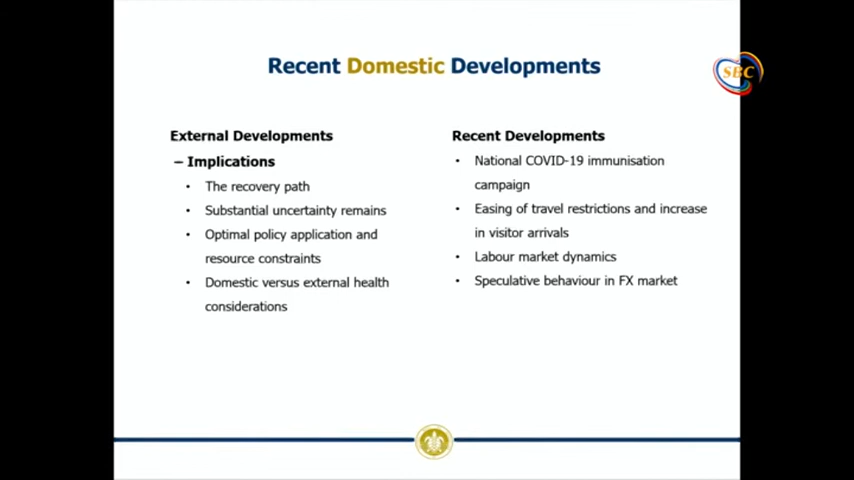 Recent Domestic Developments
SBC
External Developments
– Implications
• The recovery path
• Substantial uncertainty remains
• Optimal policy application and
resource constraints
• Domestic versus external health
considerations
Recent Developments
• National COVID-19 immunisation
campaign
• Easing of travel restrictions and increase
in visitor arrivals
• Labour market dynamics
• Speculative behaviour in FX market